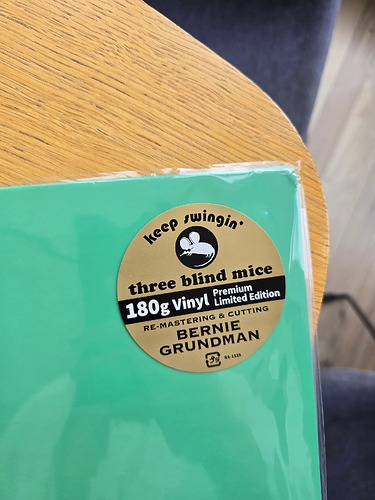 keep swingin'
three blind mice
180g Vinyl Premium Limited Edition
RE-MASTERING & CUTTING
BERNIE
GRUNDMAN